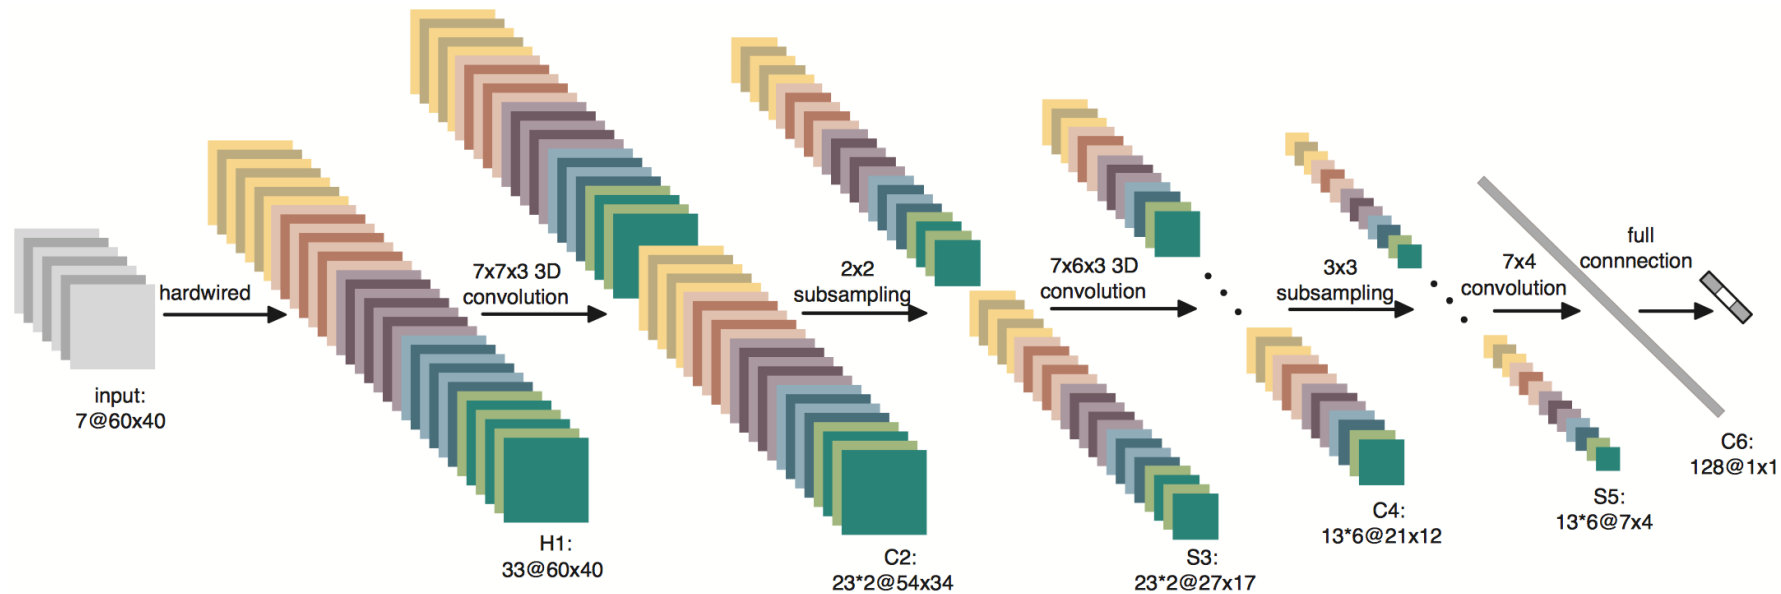 input:
7@60x40
hardwired
H1:
33@60x40
7x7x3 3D
convolution
C2:
23*2@54x34
2x2
subsampling
S3:
23*2@27x17
7x6x3 3D
convolution
C4:
13*6@21x12
3x3
subsampling
S5:
13*6@7x4
7x4
convolution
C6:
128@1x1
full
connnection